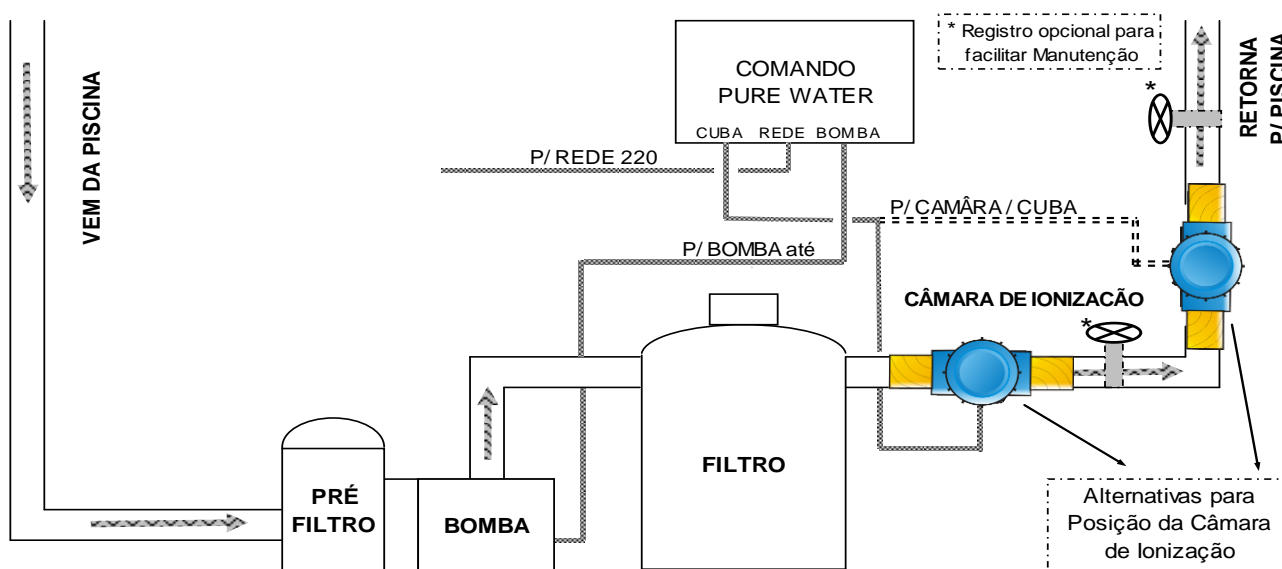 * Registro opcional para
facilitar Manutenção
VEM DA PISCINA
COMANDO
PURE WATER
CUBA REDE BOMBA
RETORNA
P/ PISCINA
*
P/ REDE 220
P/ CAMÂRA / CUBA
P/ BOMBA até
CÂMARA DE IONIZAÇÃO
*
FILTRO
PRÉ
FILTRO
BOMBA
Alternativas para
Posição da Câmara
de Ionização